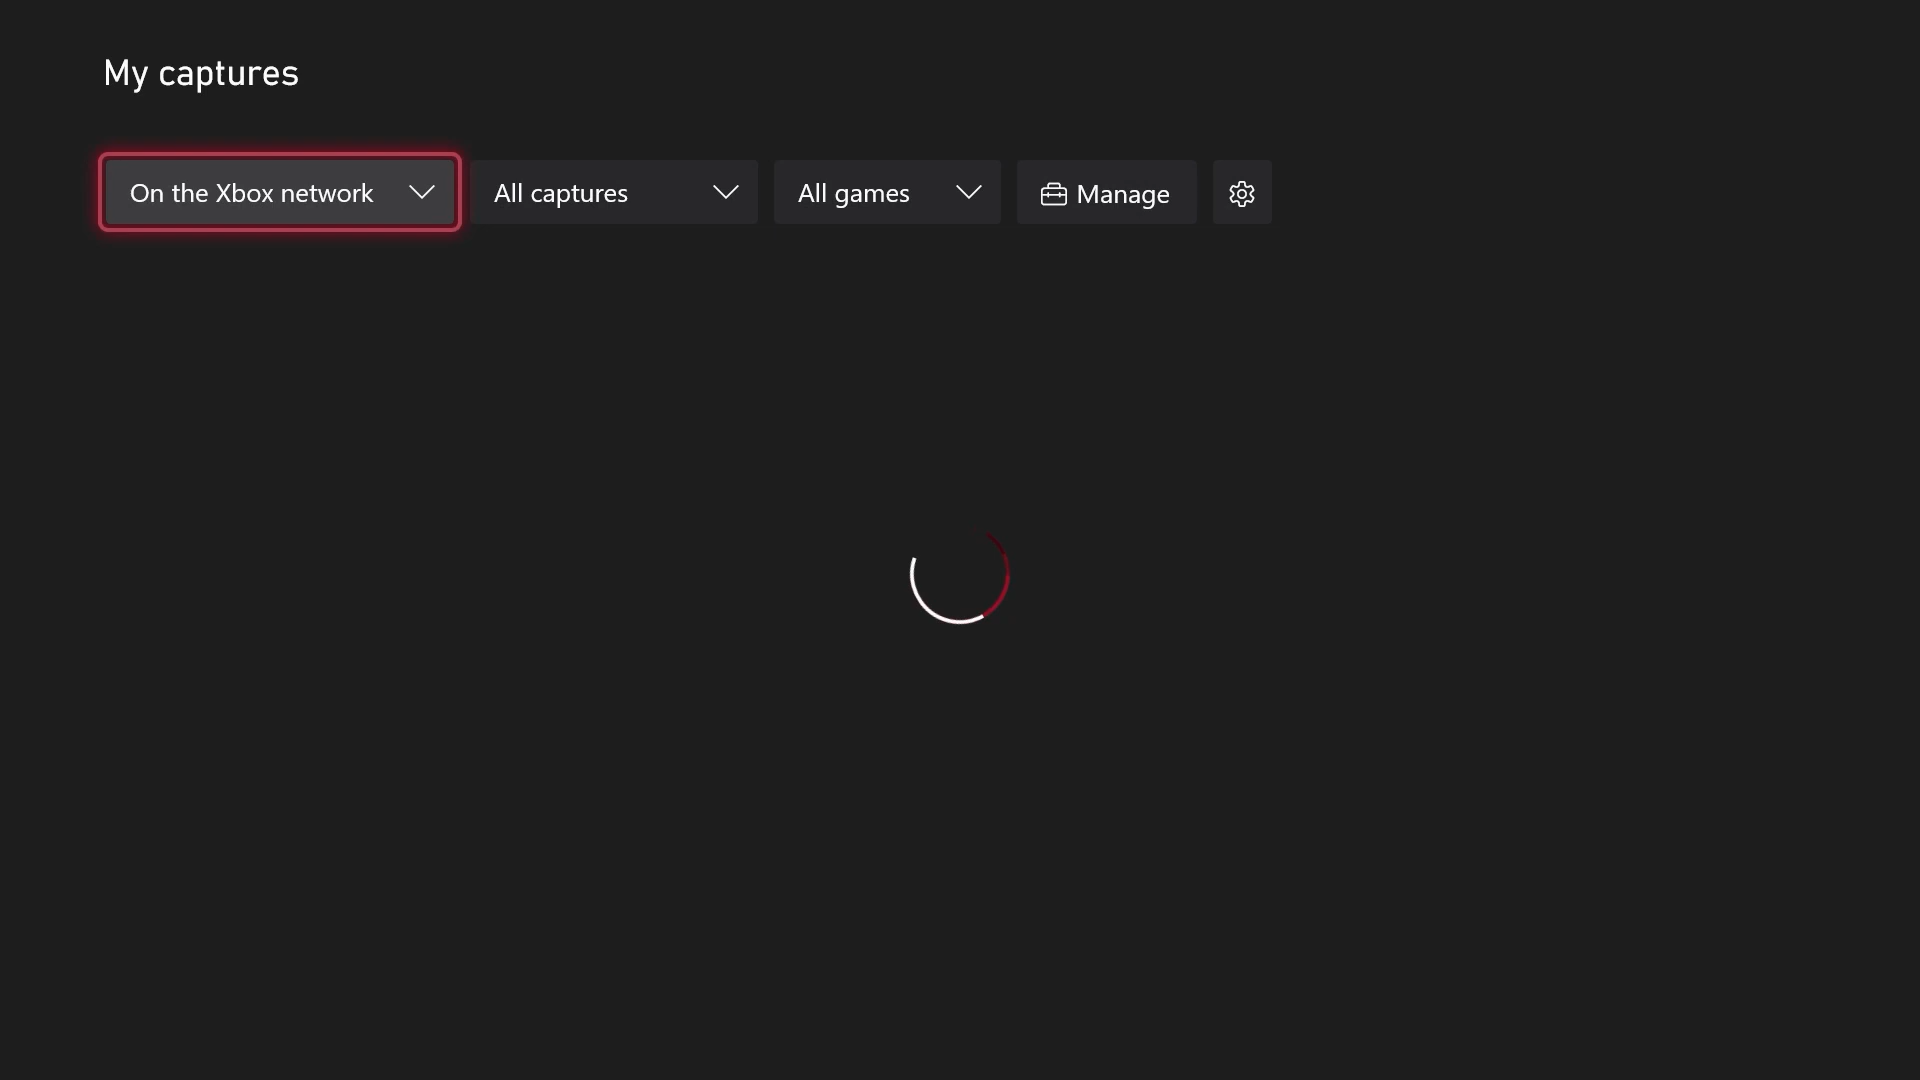 My captures
On the Xbox network
All captures
All games
Manage